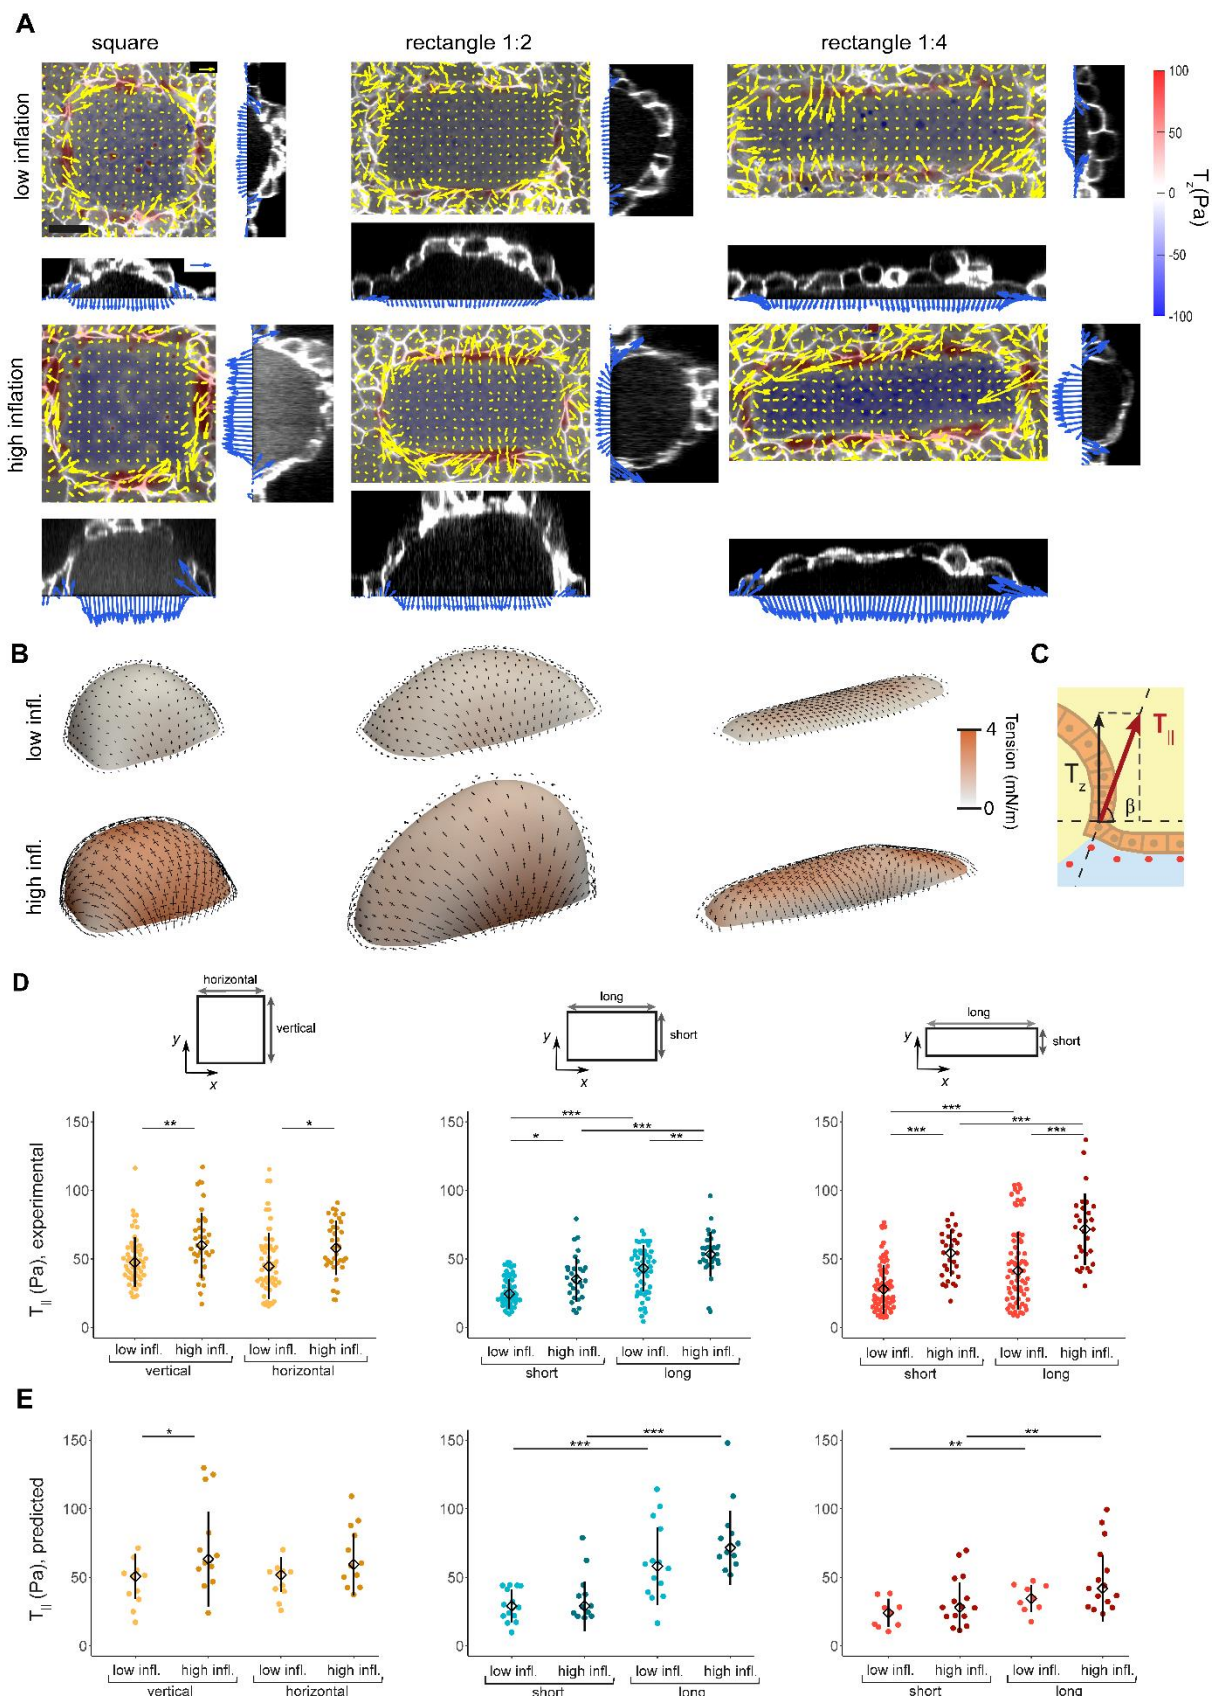 A
square
rectangle 1:2
rectangle 1:4
low inflation
high inflation
100
50
0
-50
-100
T_z(Pa)
B
C
low infl.
high infl.
4
0
Tension (mN/m)
T_||
T_z
β
D
horizontal
vertical
y
x
long
short
y
x
long
short
y
x
T_|| (Pa), experimental
150
100
50
0
**
*
low infl. high infl. low infl. high infl.
vertical horizontal
150
100
50
0
***
***
*
**
low infl. high infl. low infl. high infl.
short long
150
100
50
0
***
***
***
***
low infl. high infl. low infl. high infl.
short long
E
T_|| (Pa), predicted
150
100
50
0
*
low infl. high infl. low infl. high infl.
vertical horizontal
150
100
50
0
***
***
low infl. high infl. low infl. high infl.
short long
150
100
50
0
**
**
low infl. high infl. low infl. high infl.
short long